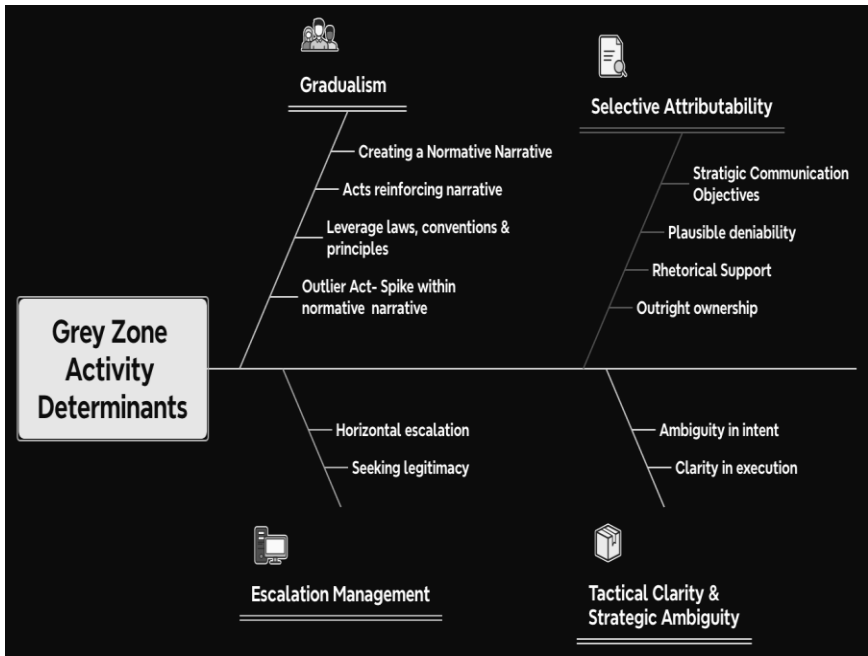 Gradualism
Creating a Normative Narrative
Acts reinforcing narrative
Leverage laws, conventions &
principles
Outlier Act- Spike within
normative narrative
Selective Attributability
Stratigic Communication
Objectives
Plausible deniability
Rhetorical Support
Outright ownership
Grey Zone
Activity
Determinants
Horizontal escalation
Seeking legitimacy
Escalation Management
Ambiguity in intent
Clarity in execution
Tactical Clarity &
Strategic Ambiguity